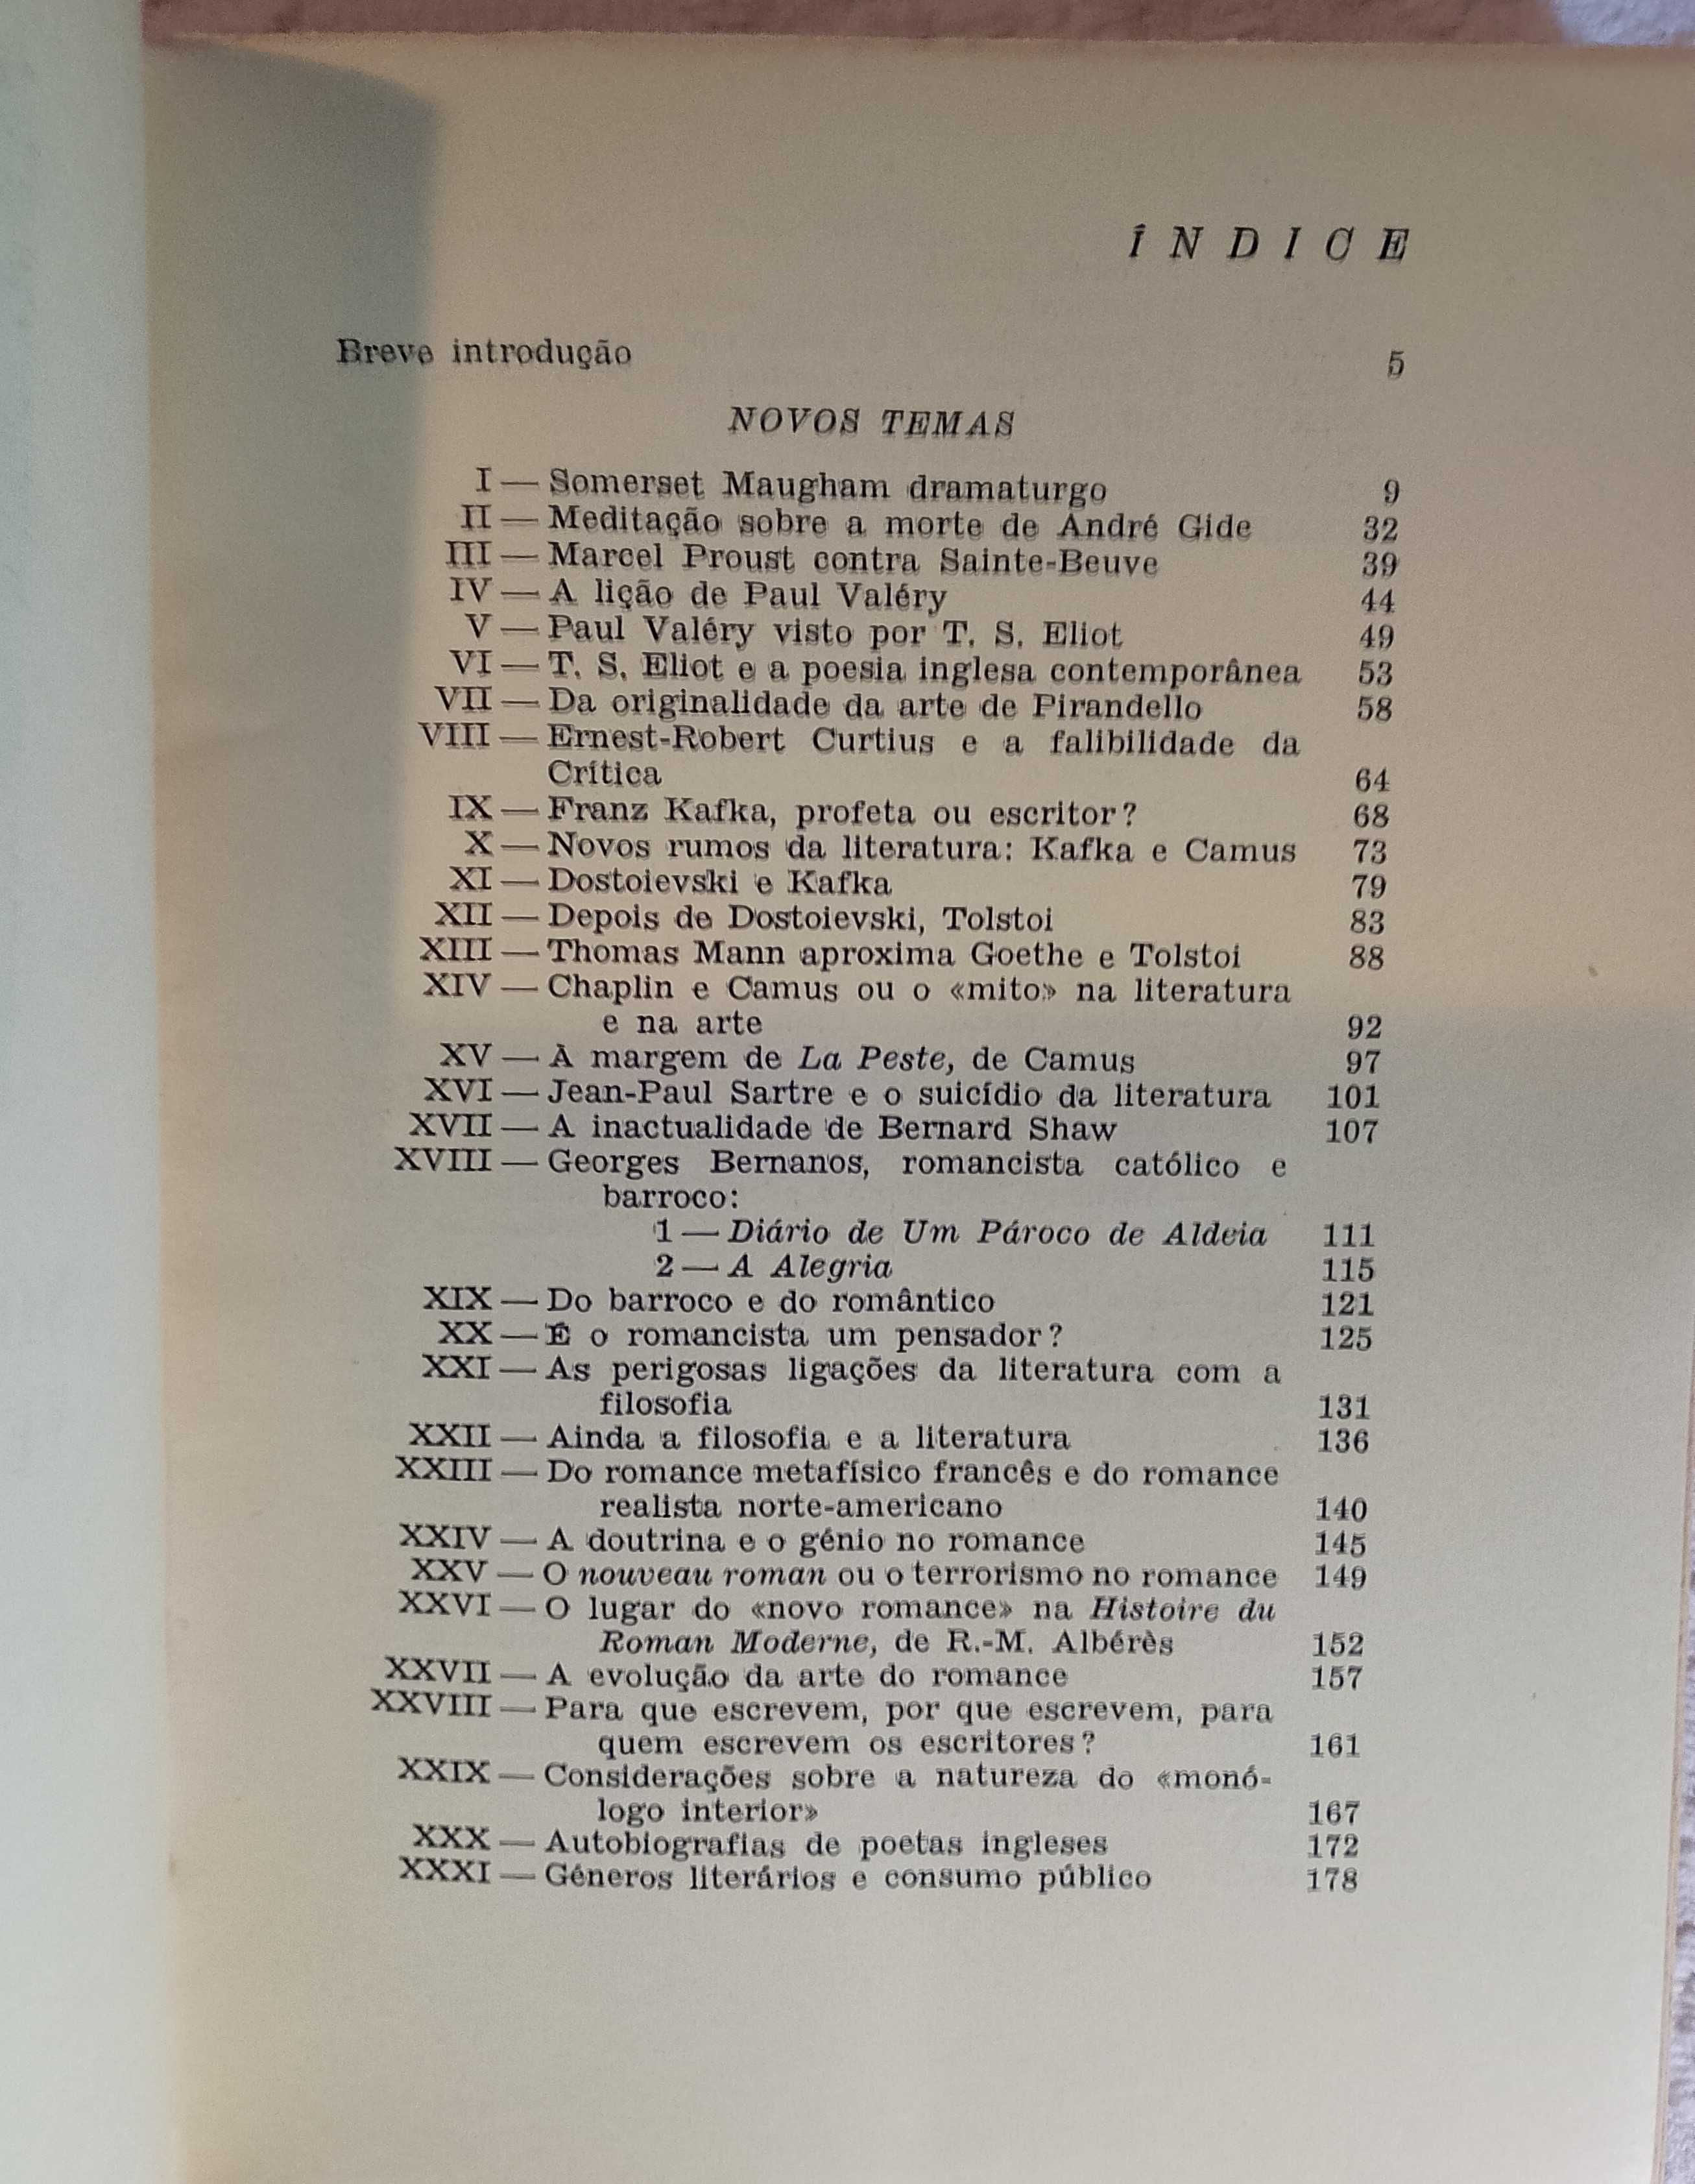 ÍNDICE
Breve introdução 5
NOVOS TEMAS
I — Somerset Maugham dramaturgo 9
II — Meditação sobre a morte de André Gide 32
III — Marcel Proust contra Sainte-Beuve 39
IV — A lição de Paul Valéry 44
V — Paul Valéry visto por T. S. Eliot 49
VI — T. S. Eliot e a poesia inglesa contemporânea 53
VII — Da originalidade da arte de Pirandello 58
VIII — Ernest-Robert Curtius e a falibilidade da
Crítica 64
IX — Franz Kafka, profeta ou escritor? 68
X — Novos rumos da literatura: Kafka e Camus 73
XI — Dostoievski e Kafka 79
XII — Depois de Dostoievski, Tolstoi 83
XIII — Thomas Mann aproxima Goethe e Tolstoi 88
XIV — Chaplin e Camus ou o «mito» na literatura
e na arte 92
XV — À margem de La Peste, de Camus 97
XVI — Jean-Paul Sartre e o suicídio da literatura 101
XVII — A inactualidade de Bernard Shaw 107
XVIII — Georges Bernanos, romancista católico e
barroco:
1 — Diário de Um Pároco de Aldeia 111
2 — A Alegria 115
XIX — Do barroco e do romântico 121
XX — É o romancista um pensador? 125
XXI — As perigosas ligações da literatura com a
filosofia 131
XXII — Ainda a filosofia e a literatura 136
XXIII — Do romance metafísico francês e do romance
realista norte-americano 140
XXIV — A doutrina e o génio no romance 145
XXV — O nouveau roman ou o terrorismo no romance 149
XXVI — O lugar do «novo romance» na Histoire du
Roman Moderne, de R.-M. Albérès 152
XXVII — A evolução da arte do romance 157
XXVIII — Para que escrevem, por que escrevem, para
quem escrevem os escritores? 161
XXIX — Considerações sobre a natureza do «monó-
logo interior» 167
XXX — Autobiografias de poetas ingleses 172
XXXI — Géneros literários e consumo público 178